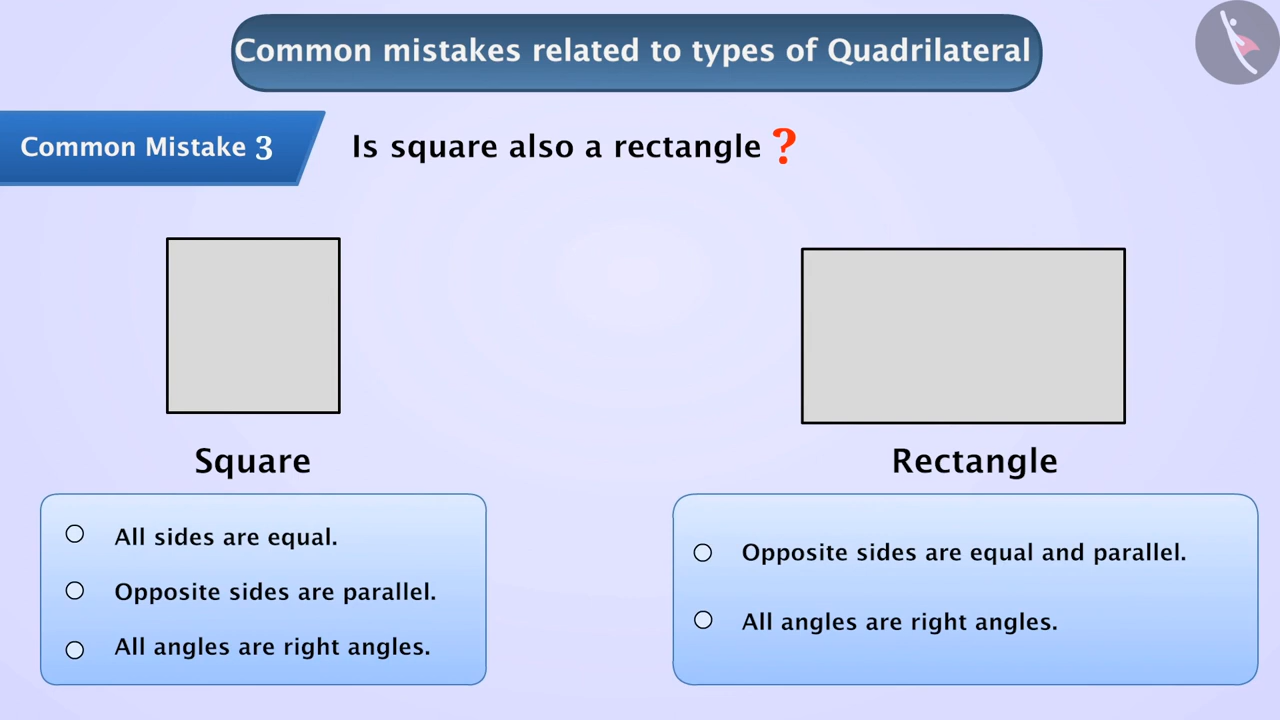 Common mistakes related to types of Quadrilateral
Common Mistake 3
Is square also a rectangle ?
Square
Rectangle
All sides are equal.
Opposite sides are parallel.
All angles are right angles.
Opposite sides are equal and parallel.
All angles are right angles.